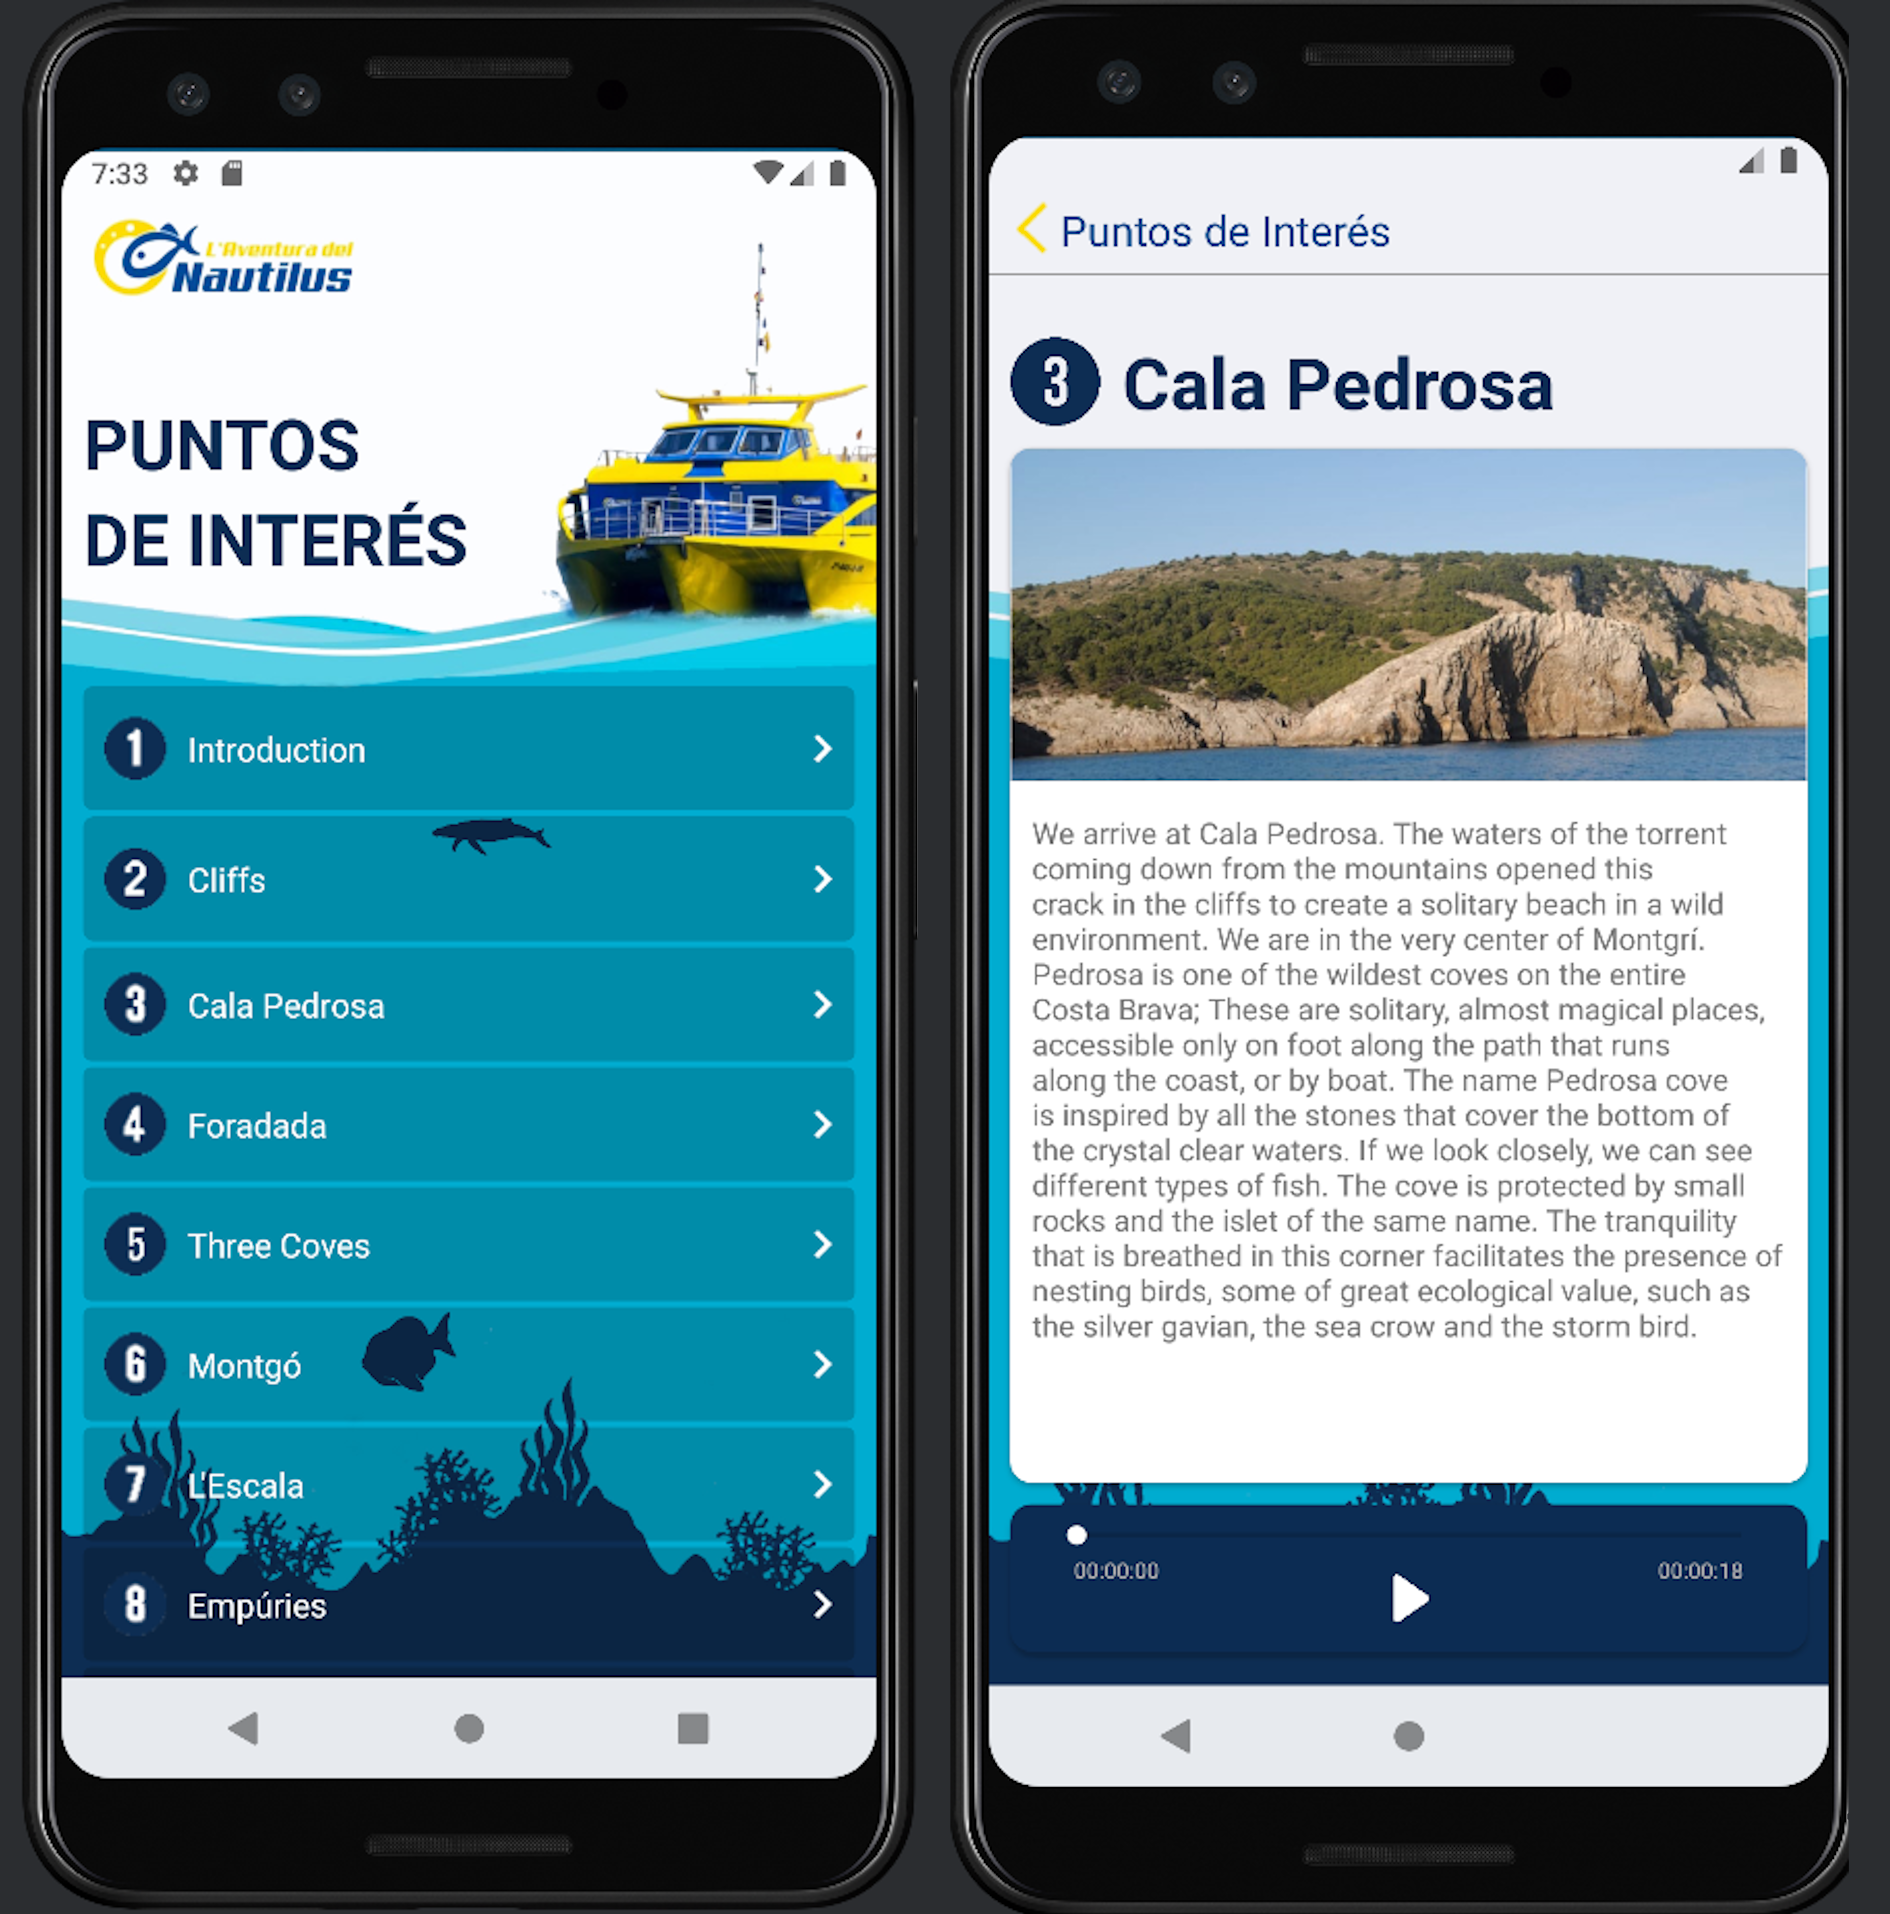 7:33
L'Aventura del
Nautilus
PUNTOS
DE INTERÉS
1 Introduction
2 Cliffs
3 Cala Pedrosa
4 Foradada
5 Three Coves
6 Montgó
7 L'Escala
8 Empúries
Puntos de Interés
3 Cala Pedrosa
We arrive at Cala Pedrosa. The waters of the torrent
coming down from the mountains opened this
crack in the cliffs to create a solitary beach in a wild
environment. We are in the very center of Montgrí.
Pedrosa is one of the wildest coves on the entire
Costa Brava; These are solitary, almost magical places,
accessible only on foot along the path that runs
along the coast, or by boat. The name Pedrosa cove
is inspired by all the stones that cover the bottom of
the crystal clear waters. If we look closely, we can see
different types of fish. The cove is protected by small
rocks and the islet of the same name. The tranquility
that is breathed in this corner facilitates the presence of
nesting birds, some of great ecological value, such as
the silver gavian, the sea crow and the storm bird.
00:00:00
00:00:18